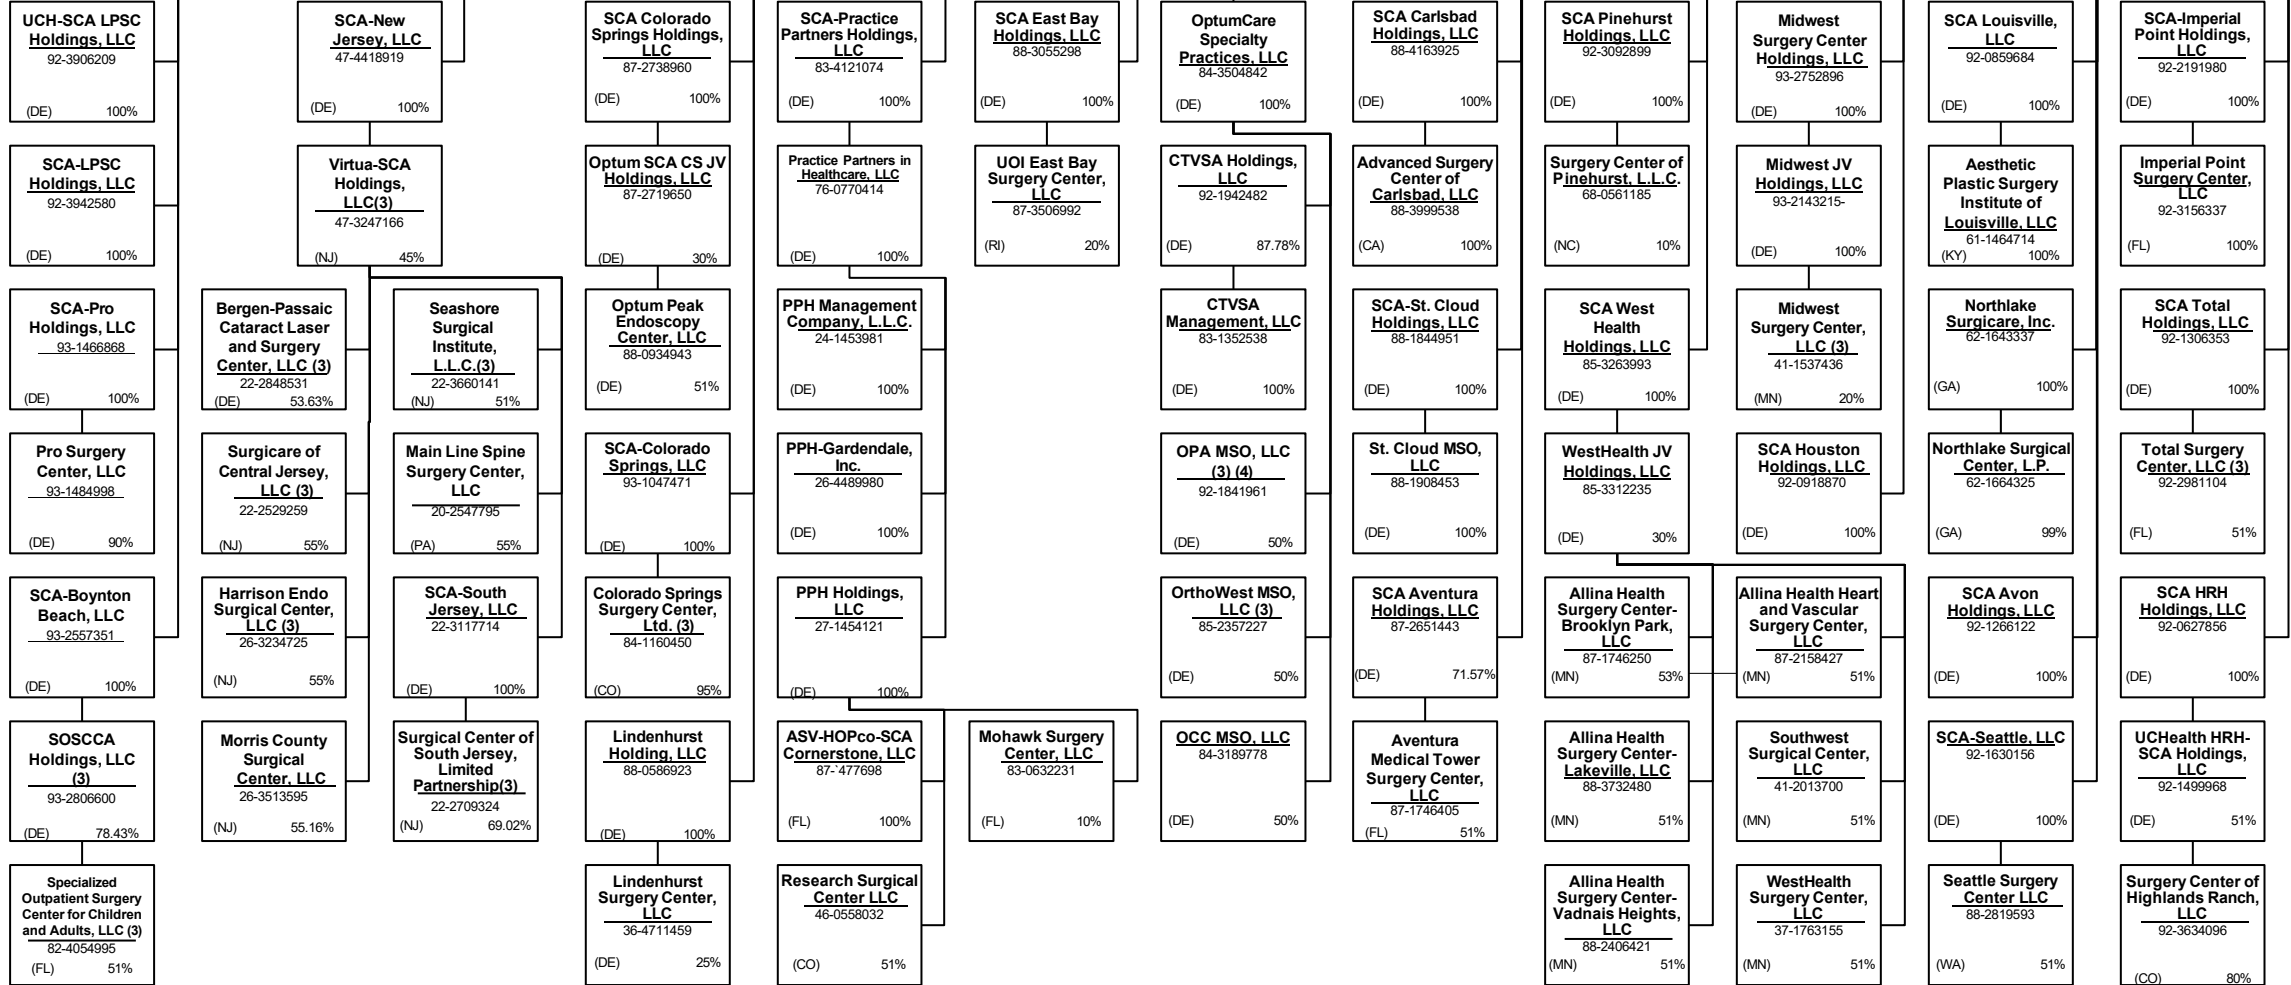 UCH-SCA LPSC
Holdings, LLC
92-3906209
(DE) 100%
SCA-New
Jersey, LLC
47-4418919
(DE) 100%
SCA Colorado
Springs Holdings,
LLC
87-2738960
(DE) 100%
SCA-Practice
Partners Holdings,
LLC
83-4121074
(DE) 100%
SCA East Bay
Holdings, LLC
88-3055298
(DE) 100%
OptumCare
Specialty
Practices, LLC
84-3504842
(DE) 100%
SCA Carlsbad
Holdings, LLC
88-4163925
(DE) 100%
SCA Pinehurst
Holdings, LLC
92-3092899
(DE) 100%
Midwest
Surgery Center
Holdings, LLC
93-2752896
(DE) 100%
SCA Louisville,
LLC
92-0859684
(DE) 100%
SCA-Imperial
Point Holdings,
LLC
92-2191980
(DE) 100%
SCA-LPSC
Holdings, LLC
92-3942580
(DE) 100%
Virtua-SCA
Holdings,
LLC(3)
47-3247166
(NJ) 45%
Optum SCA CS JV
Holdings, LLC
87-2719650
(DE) 30%
Practice Partners in
Healthcare, LLC
76-0770414
(DE) 100%
UOI East Bay
Surgery Center,
LLC
87-3506992
(RI) 20%
CTVSA Holdings,
LLC
92-1942482
(DE) 87.78%
Advanced Surgery
Center of
Carlsbad, LLC
88-3999538
(CA) 100%
Surgery Center of
Pinehurst, L.L.C.
68-0561185
(NC) 10%
Midwest JV
Holdings, LLC
93-2143215-
(DE) 100%
Aesthetic
Plastic Surgery
Institute of
Louisville, LLC
61-1464714
(KY) 100%
Imperial Point
Surgery Center,
LLC
92-3156337
(FL) 100%
SCA-Pro
Holdings, LLC
93-1466868
(DE) 100%
Bergen-Passaic
Cataract Laser
and Surgery
Center, LLC (3)
22-2848531
(DE) 53.63%
Seashore
Surgical
Institute,
L.L.C.(3)
22-3660141
(NJ) 51%
Optum Peak
Endoscopy
Center, LLC
88-0934943
(DE) 51%
PPH Management
Company, L.L.C.
24-1453981
(DE) 100%
CTVSA
Management, LLC
83-1352538
(DE) 100%
SCA-St. Cloud
Holdings, LLC
88-1844951
(DE) 100%
SCA West
Health
Holdings, LLC
85-3263993
(DE) 100%
Midwest
Surgery Center,
LLC (3)
41-1537436
(MN) 20%
Northlake
Surgicare, Inc.
62-1643337
(GA) 100%
SCA Total
Holdings, LLC
92-1306353
(DE) 100%
Pro Surgery
Center, LLC
93-1484998
(DE) 90%
Surgicare of
Central Jersey,
LLC (3)
22-2529259
(NJ) 55%
Main Line Spine
Surgery Center,
LLC
20-2547795
(PA) 55%
SCA-Colorado
Springs, LLC
93-1047471
(DE) 100%
PPH-Gardendale,
Inc.
26-4489980
(DE) 100%
OPA MSO, LLC
(3) (4)
92-1841961
(DE) 50%
St. Cloud MSO,
LLC
88-1908453
(DE) 100%
WestHealth JV
Holdings, LLC
85-3312235
(DE) 30%
SCA Houston
Holdings, LLC
92-0918870
(DE) 100%
Northlake Surgical
Center, L.P.
62-1664325
(GA) 99%
Total Surgery
Center, LLC (3)
92-2981104
(FL) 51%
SCA-Boynton
Beach, LLC
93-2557351
(DE) 100%
Harrison Endo
Surgical Center,
LLC (3)
26-3234725
(NJ) 55%
SCA-South
Jersey, LLC
22-3117714
(DE) 100%
Colorado Springs
Surgery Center,
Ltd. (3)
84-1160450
(CO) 95%
PPH Holdings,
LLC
27-1454121
(DE) 100%
OrthoWest MSO,
LLC (3)
85-2357227
(DE) 50%
SCA Aventura
Holdings, LLC
87-2651443
(DE) 71.57%
Allina Health
Surgery Center-
Brooklyn Park,
LLC
87-1746250
(MN) 53%
Allina Health Heart
and Vascular
Surgery Center,
LLC
87-2158427
(MN) 51%
SCA Avon
Holdings, LLC
92-1266122
(DE) 100%
SCA HRH
Holdings, LLC
92-0627856
(DE) 100%
SOSCCA
Holdings, LLC
(3)
93-2806600
(DE) 78.43%
Morris County
Surgical
Center, LLC
26-3513595
(NJ) 55.16%
Surgical Center of
South Jersey,
Limited
Partnership(3)
22-2709324
(NJ) 69.02%
Lindenhurst
Holding, LLC
88-0586923
(DE) 100%
ASV-HOPco-SCA
Cornerstone, LLC
87-`477698
(FL) 100%
Mohawk Surgery
Center, LLC
83-0632231
(FL) 10%
OCC MSO, LLC
84-3189778
(DE) 50%
Aventura
Medical Tower
Surgery Center,
LLC
87-1746405
(FL) 51%
Allina Health
Surgery Center-
Lakeville, LLC
88-3732480
(MN) 51%
Southwest
Surgical Center,
LLC
41-2013700
(MN) 51%
SCA-Seattle, LLC
92-1630156
(DE) 100%
UCHealth HRH-
SCA Holdings,
LLC
92-1499968
(DE) 51%
Specialized
Outpatient Surgery
Center for Children
and Adults, LLC (3)
82-4054995
(FL) 51%
Lindenhurst
Surgery Center,
LLC
36-4711459
(DE) 25%
Research Surgical
Center LLC
46-0558032
(CO) 51%
Allina Health
Surgery Center-
Vadnais Heights,
LLC
88-2406421
(MN) 51%
WestHealth
Surgery Center,
LLC
37-1763155
(MN) 51%
Seattle Surgery
Center LLC
88-2819593
(WA) 51%
Surgery Center of
Highlands Ranch,
LLC
92-3634096
(CO) 80%